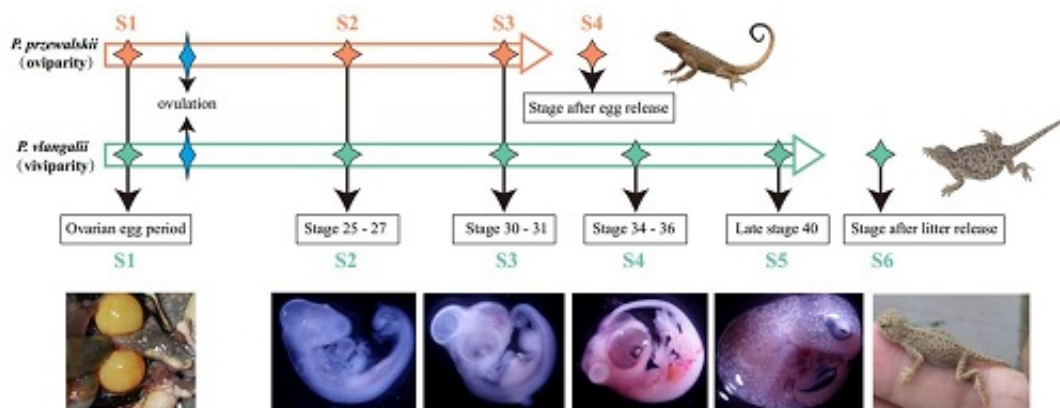 S1 S2 S3 S4
P. przewalskii
(oviparity)
ovulation
Stage after egg release
P. vlangalii
(viviparity)
Ovarian egg period Stage 25 - 27 Stage 30 - 31 Stage 34 - 36 Late stage 40 Stage after litter release
S1 S2 S3 S4 S5 S6